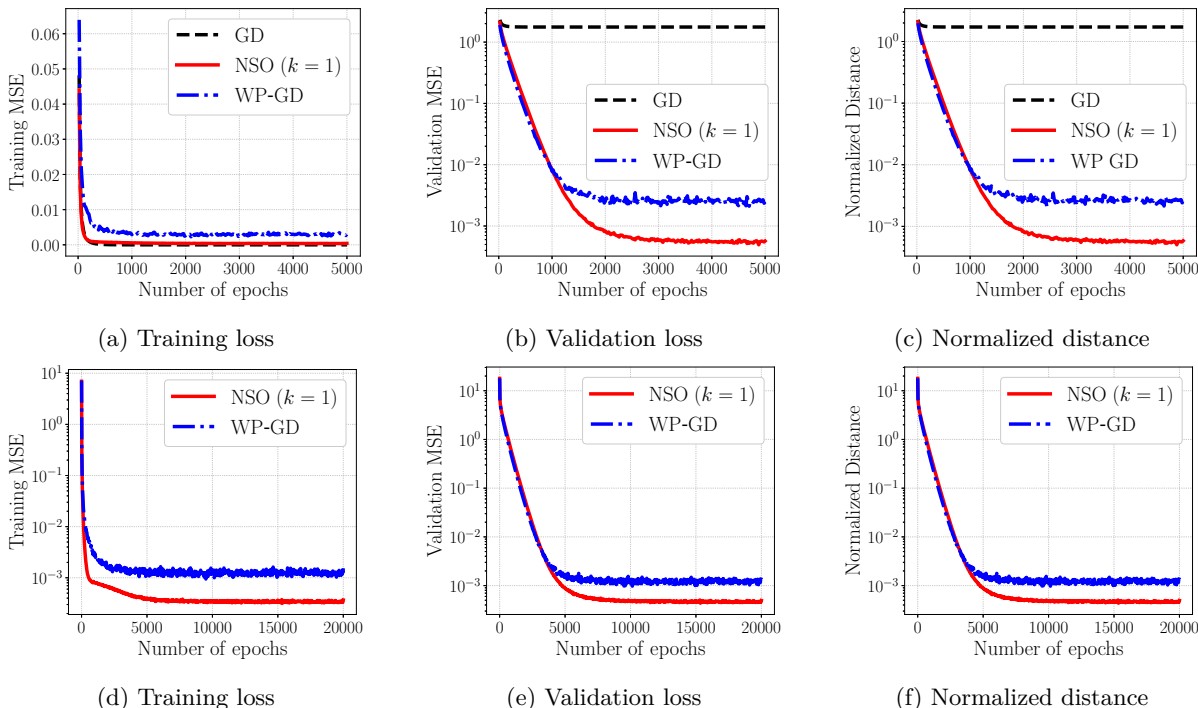 0.06
0.05
0.04
0.03
0.02
0.01
0.00
Training MSE
GD
NSO (k = 1)
WP-GD
0 1000 2000 3000 4000 5000
Number of epochs
(a) Training loss
10^0
10^-1
10^-2
10^-3
Validation MSE
GD
NSO (k = 1)
WP-GD
0 1000 2000 3000 4000 5000
Number of epochs
(b) Validation loss
10^0
10^-1
10^-2
10^-3
Normalized Distance
GD
NSO (k = 1)
WP GD
0 1000 2000 3000 4000 5000
Number of epochs
(c) Normalized distance
10^1
10^0
10^-1
10^-2
10^-3
Training MSE
NSO (k = 1)
WP-GD
0 5000 10000 15000 20000
Number of epochs
(d) Training loss
10^1
10^0
10^-1
10^-2
10^-3
Validation MSE
NSO (k = 1)
WP-GD
0 5000 10000 15000 20000
Number of epochs
(e) Validation loss
10^1
10^0
10^-1
10^-2
10^-3
Normalized Distance
NSO (k = 1)
WP-GD
0 5000 10000 15000 20000
Number of epochs
(f) Normalized distance